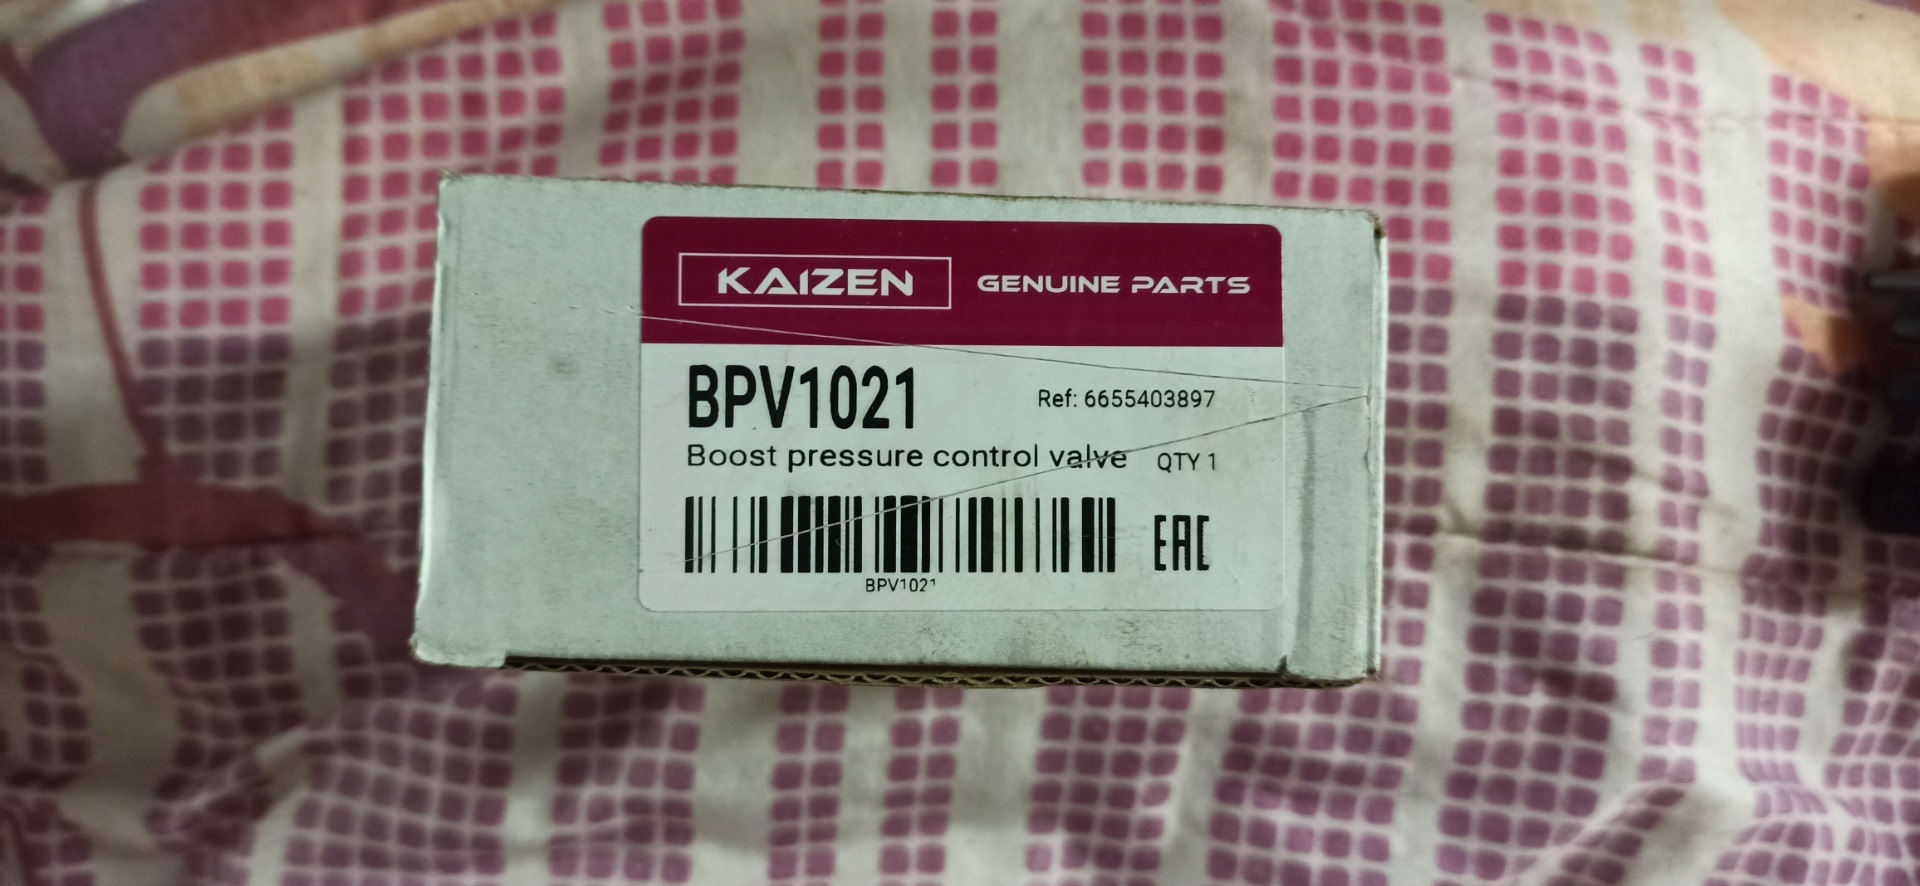 KAIZEN GENUINE PARTS
BPV1021 Ref: 6655403897
Boost pressure control valve QTY 1
EAC
BPV1021